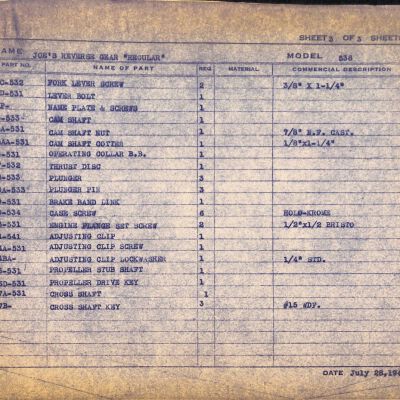 SHEET 3 OF 3 SHEETS
NAME JOE'S REVERSE GEAR "REGULAR" MODEL 538
PART NO. NAME OF PART REQ. MATERIAL COMMERCIAL DESCRIPTION
C-532 FORK LEVER SCREW 2 3/8" X 1-1/4"
D-531 LEVER BOLT 1
NAME PLATE & SCREWS 1
-533 CAM SHAFT 1
A-531 CAM SHAFT NUT 1 7/8" N.F. CAST.
AA-531 CAM SHAFT COTTER 1 1/8"x1-1/4"
-531 OPERATING COLLAR B.B. 1
-532 THRUST DISC 1
-533 PLUNGER 3
A-533 PLUNGER PIN 3
-531 BRAKE BAND LINK 1
-534 CASE SCREW 6 HOLO-KROME
-531 ENGINE FLANGE SET SCREW 2 1/2"x1/2 BRISTO
-541 ADJUSTING CLIP 1
A-531 ADJUSTING CLIP SCREW 1
BA- ADJUSTING CLIP LOCKWASHER 1 1/4" STD.
-531 PROPELLER STUB SHAFT 1
D-531 PROPELLER DRIVE KEY 1
7A-531 CROSS SHAFT 1
7B- CROSS SHAFT KEY 3 #15 WDF.
DATE July 28,194